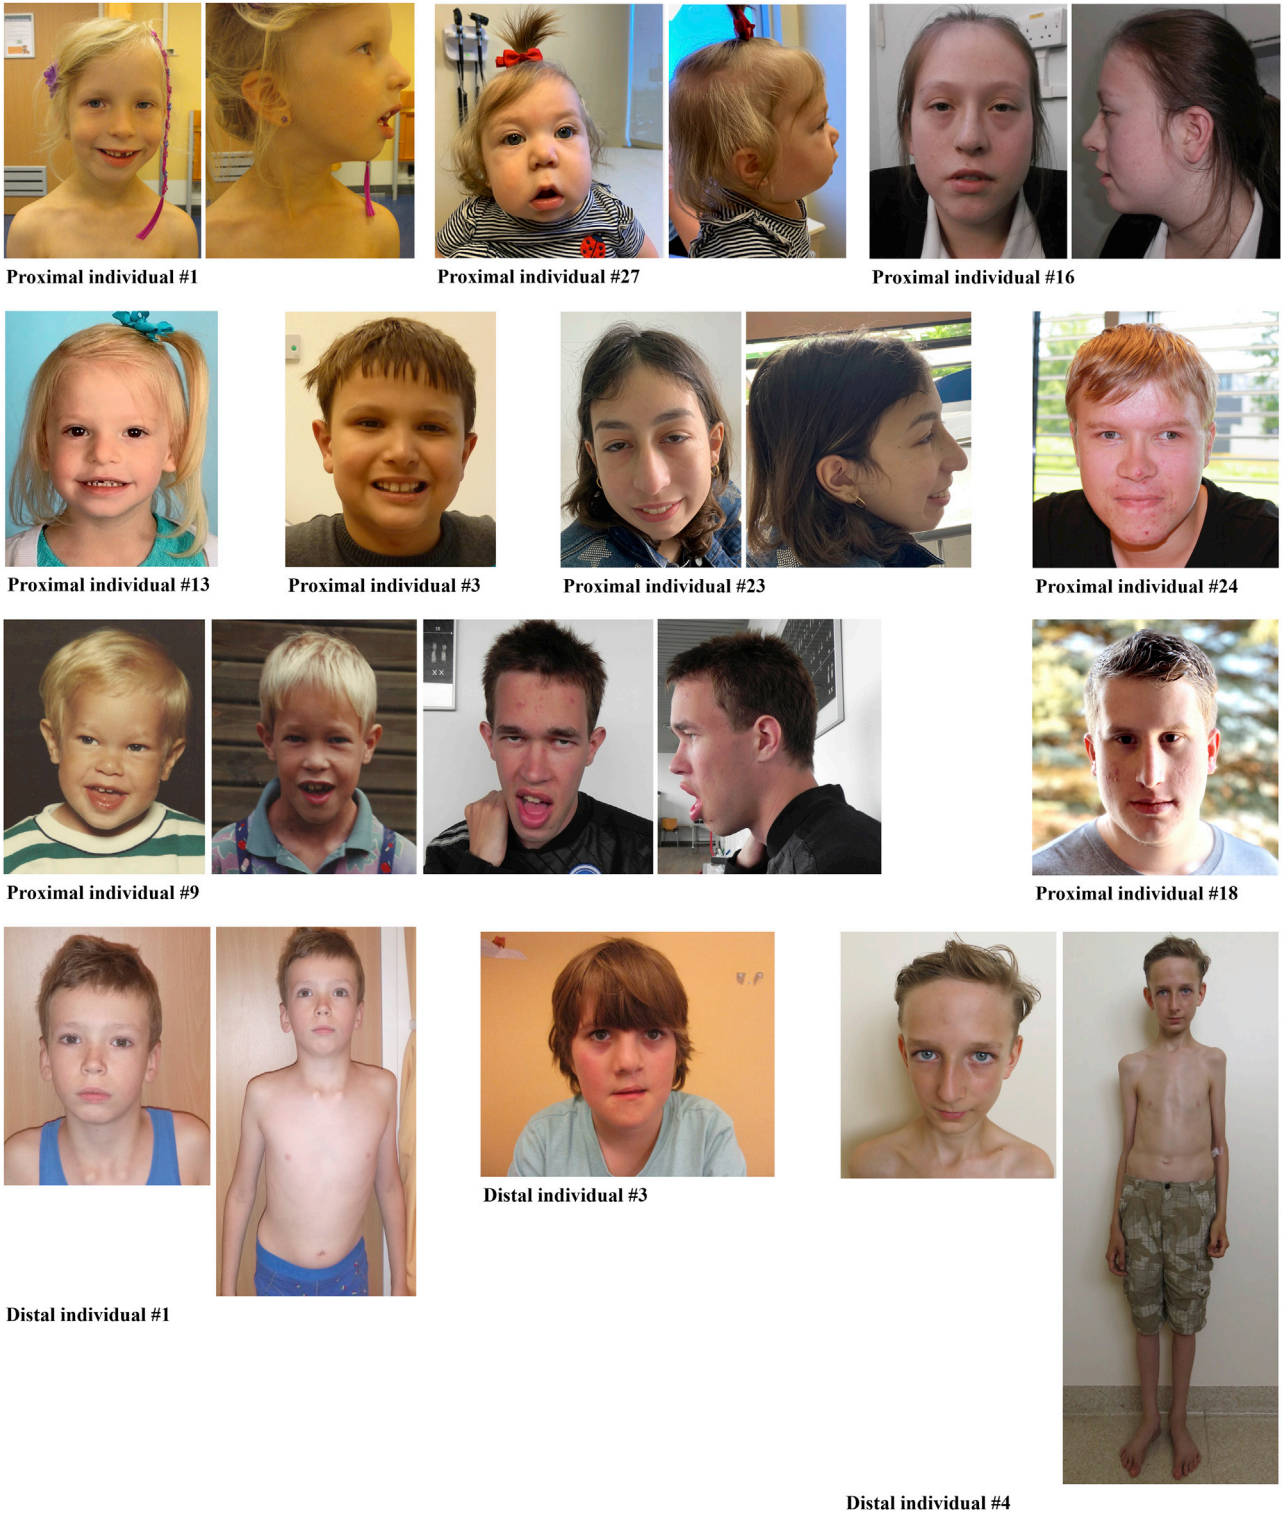 Proximal individual #1
Proximal individual #27
Proximal individual #16
Proximal individual #13
Proximal individual #3
Proximal individual #23
Proximal individual #24
Proximal individual #9
Proximal individual #18
Distal individual #3
Distal individual #1
Distal individual #4